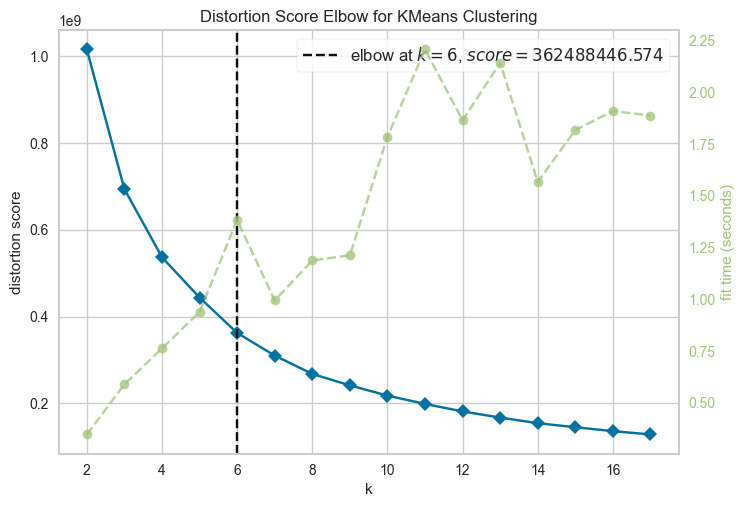 Distortion Score Elbow for KMeans Clustering
1e9
elbow at k = 6, score = 362488446.574
1.0
0.8
0.6
0.4
0.2
distortion score
2.25
2.00
1.75
1.50
1.25
1.00
0.75
0.50
fit time (seconds)
2 4 6 8 10 12 14 16
k